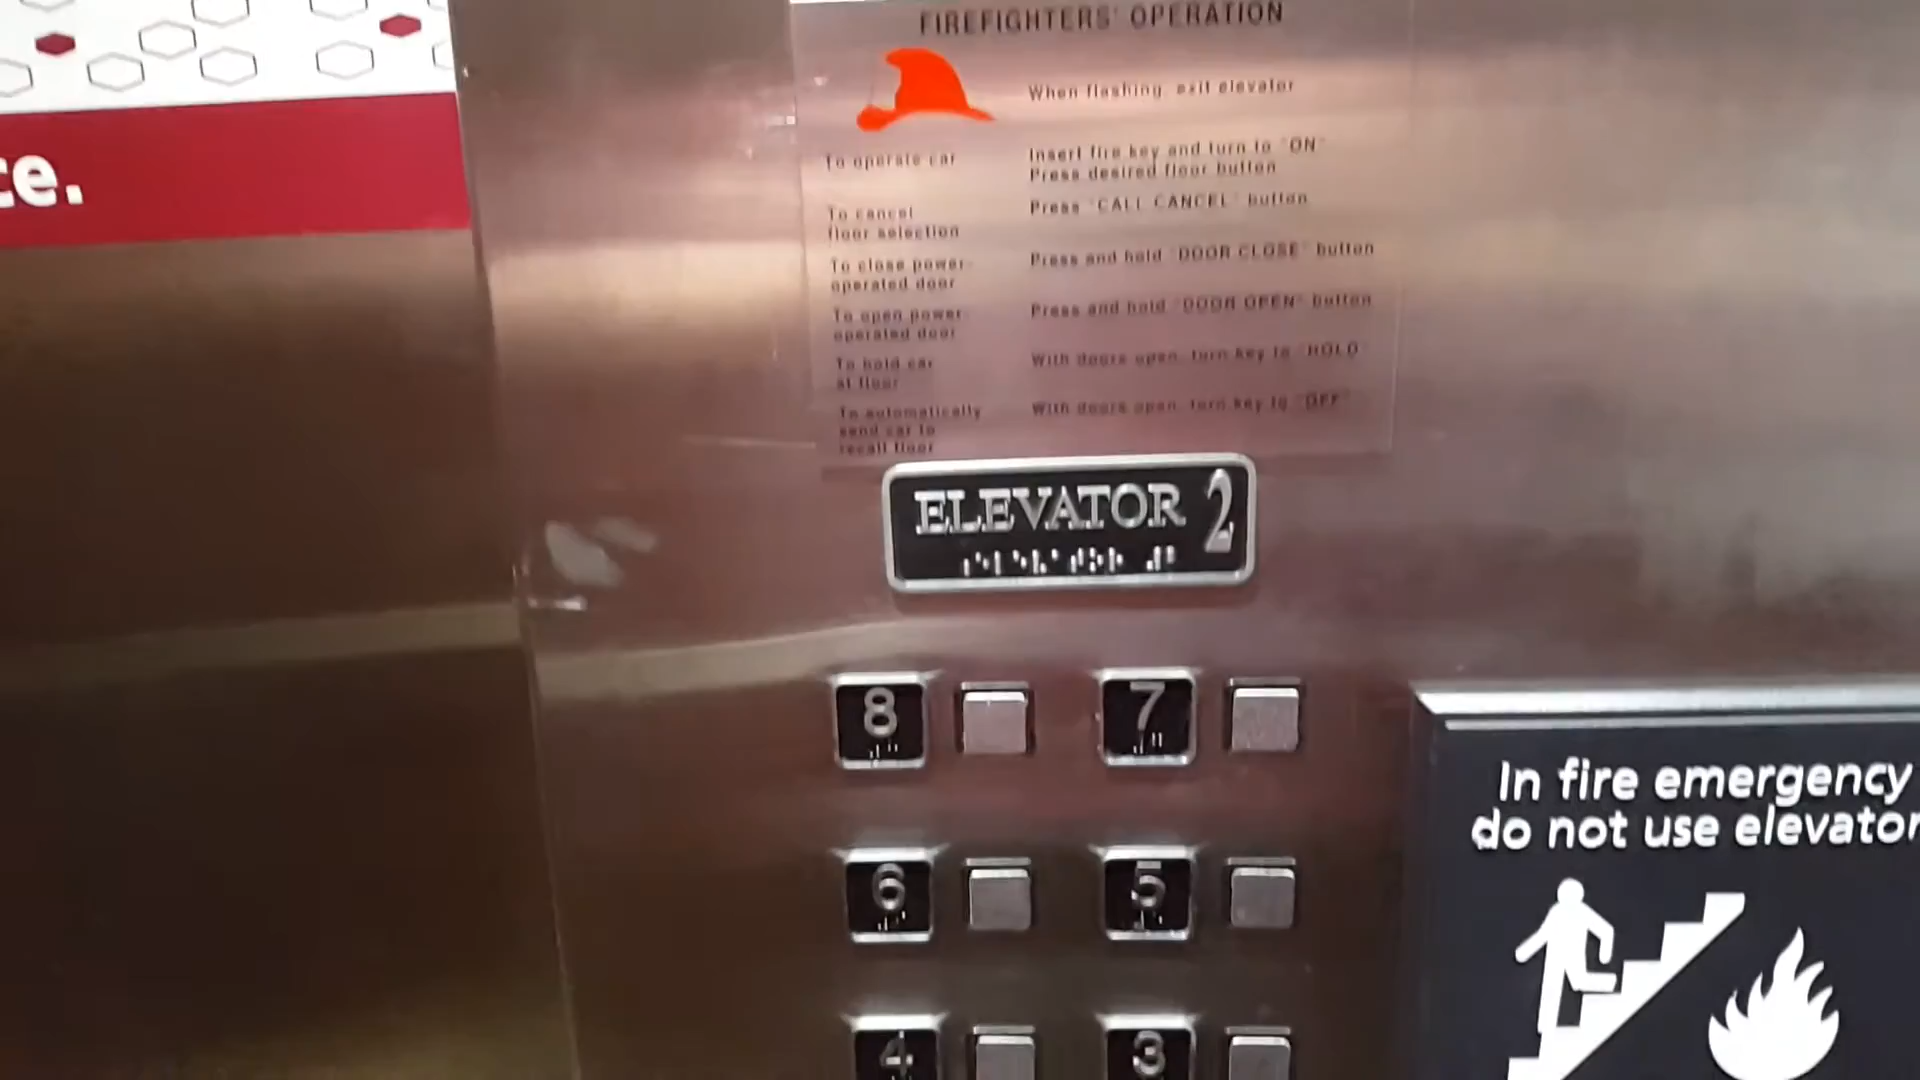 ce.
FIREFIGHTERS' OPERATION
When flashing, exit elevator
To operate car
Insert fire key and turn to "ON"
Press desired floor button
To cancel
floor selection
Press "CALL CANCEL" button
To close power-
operated door
Press and hold "DOOR CLOSE" button
To open power-
operated door
Press and hold "DOOR OPEN" button
To hold car
at floor
With doors open, turn key to "HOLD"
To automatically
send car to
recall floor
With doors open, turn key to "OFF"
ELEVATOR 2
8 7
6 5
4 3
In fire emergency
do not use elevator